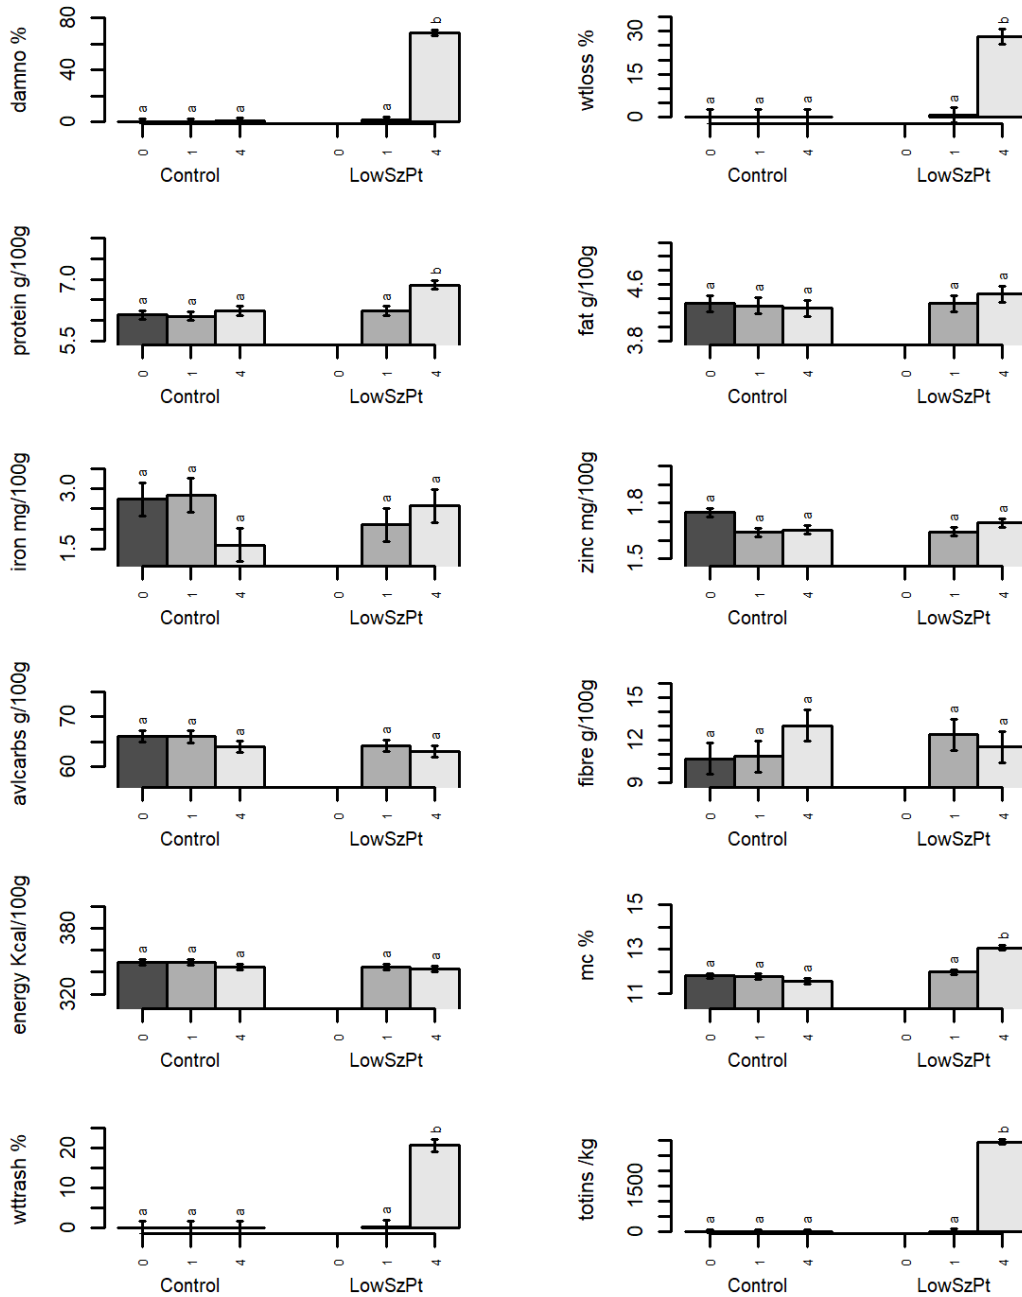 damno %
80
40
0
a
a
a
a
b
0
1
4
0
1
4
Control
LowSzPt
wtloss %
30
15
0
a
a
a
a
b
0
1
4
0
1
4
Control
LowSzPt
protein g/100g
7.0
5.5
a
a
a
a
b
0
1
4
0
1
4
Control
LowSzPt
fat g/100g
4.6
3.8
a
a
a
a
a
0
1
4
0
1
4
Control
LowSzPt
iron mg/100g
3.0
1.5
a
a
a
a
a
0
1
4
0
1
4
Control
LowSzPt
zinc mg/100g
1.8
1.5
a
a
a
a
a
0
1
4
0
1
4
Control
LowSzPt
avlcarbs g/100g
70
60
a
a
a
a
a
0
1
4
0
1
4
Control
LowSzPt
fibre g/100g
15
12
9
a
a
a
a
a
0
1
4
0
1
4
Control
LowSzPt
energy Kcal/100g
380
320
a
a
a
a
a
0
1
4
0
1
4
Control
LowSzPt
mc %
15
13
11
a
a
a
a
b
0
1
4
0
1
4
Control
LowSzPt
wttrash %
20
10
0
a
a
a
a
b
0
1
4
0
1
4
Control
LowSzPt
totins /kg
1500
0
a
a
a
a
b
0
1
4
0
1
4
Control
LowSzPt